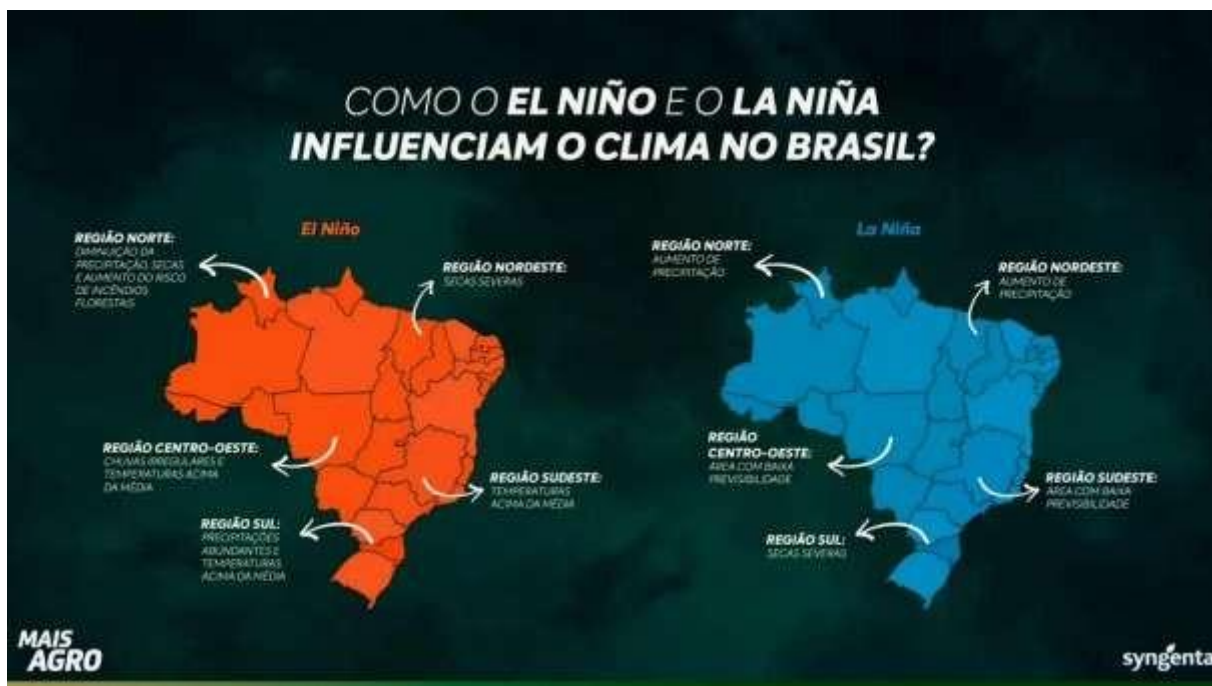 COMO O EL NIÑO E O LA NIÑA
INFLUENCIAM O CLIMA NO BRASIL?
El Niño
REGIÃO NORTE:
DIMINUIÇÃO DA
PRECIPITAÇÃO, SECAS
E AUMENTO DO RISCO
DE INCÊNDIOS
FLORESTAIS
REGIÃO NORDESTE:
SECAS SEVERAS
REGIÃO CENTRO-OESTE:
CHUVAS IRREGULARES E
TEMPERATURAS ACIMA
DA MÉDIA
REGIÃO SUDESTE:
TEMPERATURAS
ACIMA DA MÉDIA
REGIÃO SUL:
PRECIPITAÇÕES
ABUNDANTES E
TEMPERATURAS
ACIMA DA MÉDIA
La Niña
REGIÃO NORTE:
AUMENTO DE
PRECIPITAÇÃO
REGIÃO NORDESTE:
AUMENTO DE
PRECIPITAÇÃO
REGIÃO
CENTRO-OESTE:
ÁREA COM BAIXA
PREVISIBILIDADE
REGIÃO SUDESTE:
ÁREA COM BAIXA
PREVISIBILIDADE
REGIÃO SUL:
SECAS SEVERAS
MAIS
AGRO
syngenta